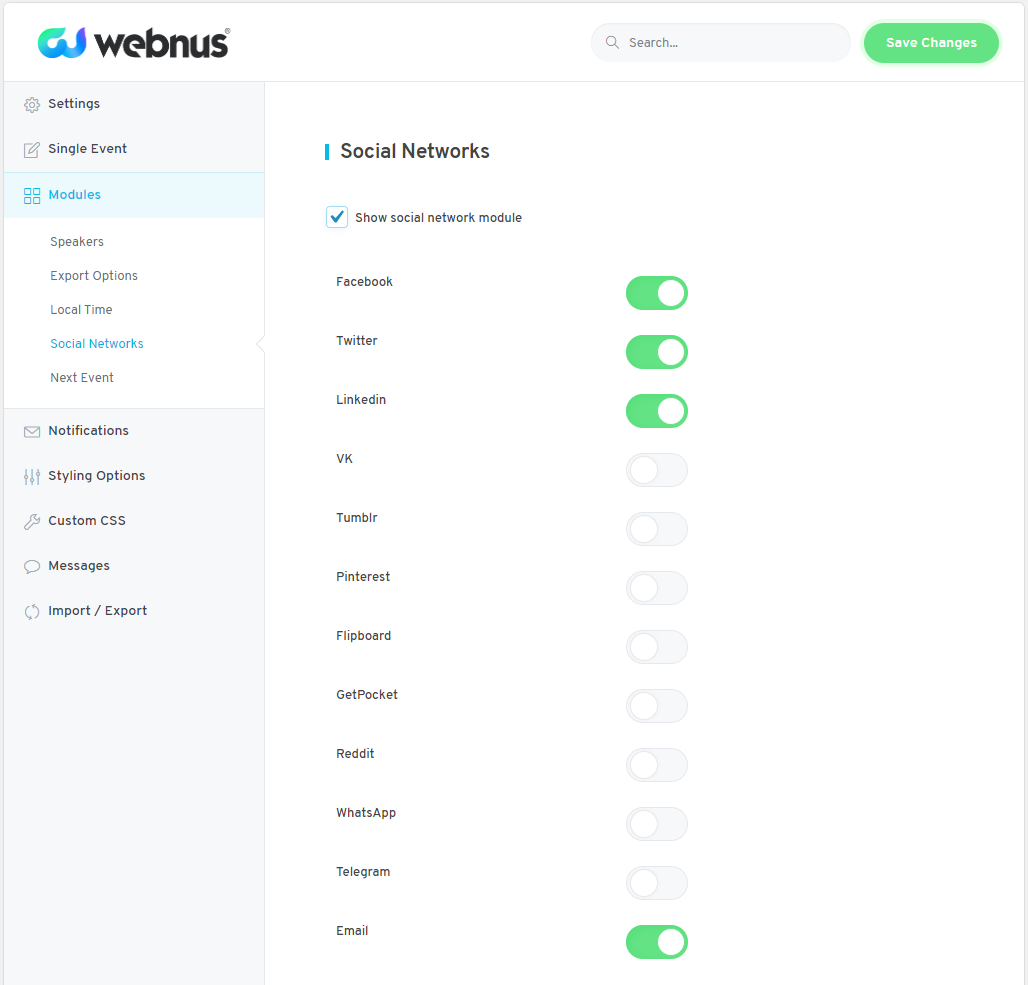 webnus®
Search...
Save Changes
Settings
Single Event
Modules
Speakers
Export Options
Local Time
Social Networks
Next Event
Notifications
Styling Options
Custom CSS
Messages
Import / Export
Social Networks
Show social network module
Facebook
Twitter
Linkedin
VK
Tumblr
Pinterest
Flipboard
GetPocket
Reddit
WhatsApp
Telegram
Email